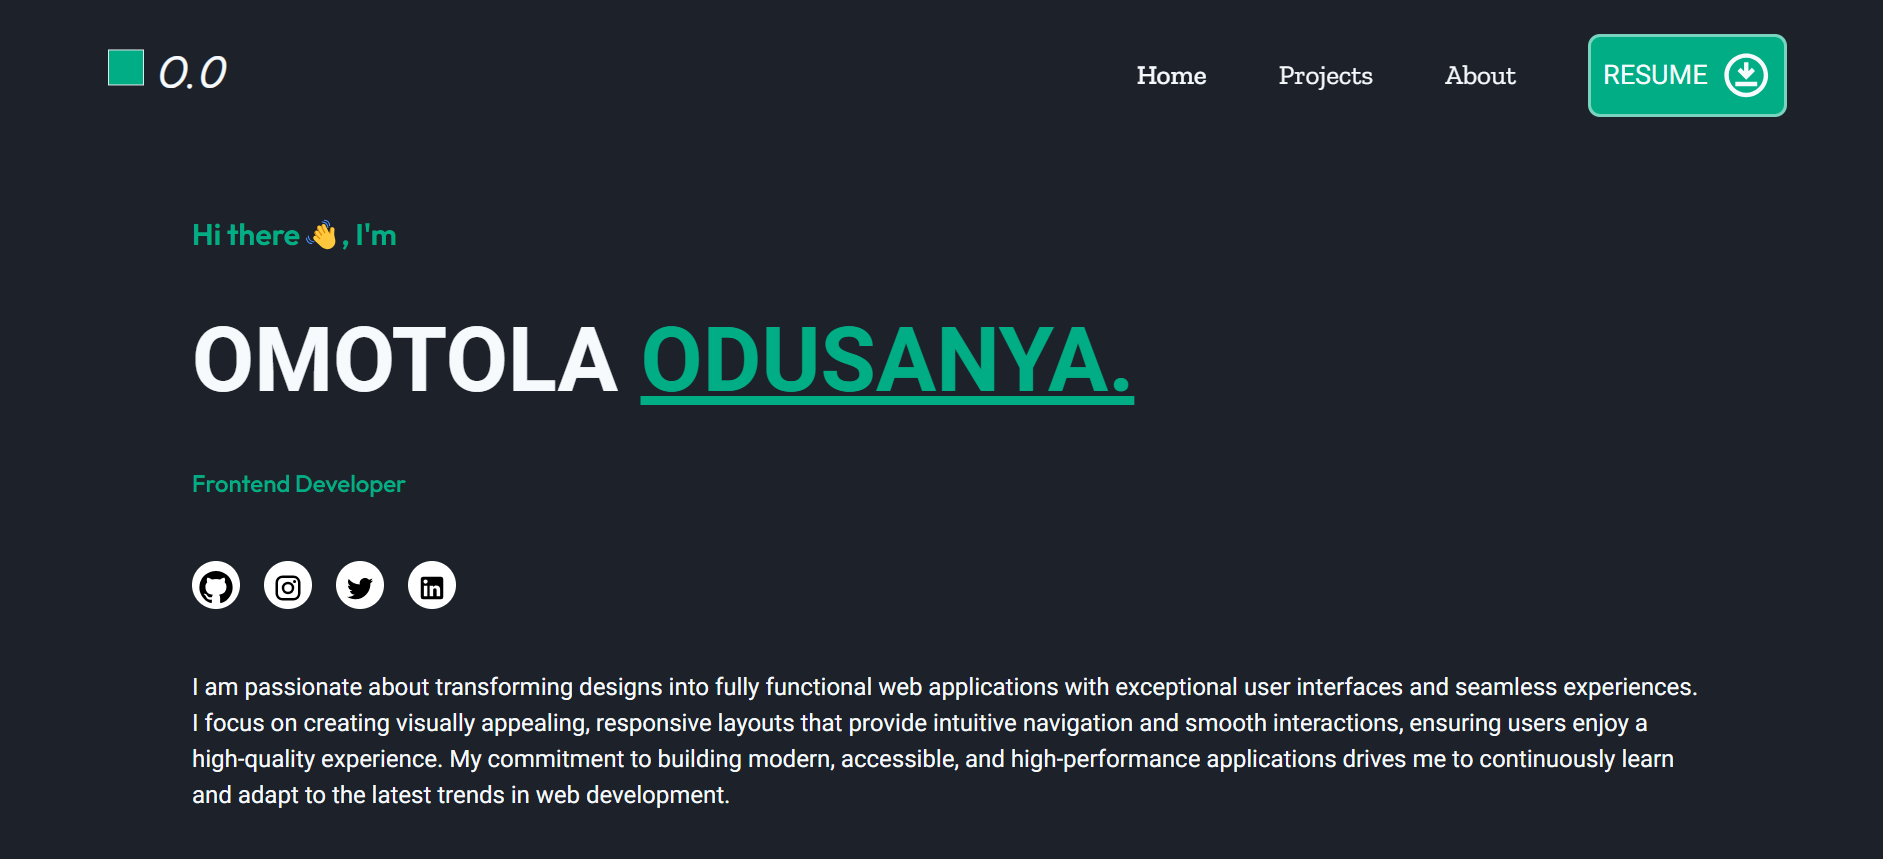 O.O
Home Projects About RESUME
Hi there 👋, I'm
OMOTOLA ODUSANYA.
Frontend Developer
I am passionate about transforming designs into fully functional web applications with exceptional user interfaces and seamless experiences.
I focus on creating visually appealing, responsive layouts that provide intuitive navigation and smooth interactions, ensuring users enjoy a
high-quality experience. My commitment to building modern, accessible, and high-performance applications drives me to continuously learn
and adapt to the latest trends in web development.